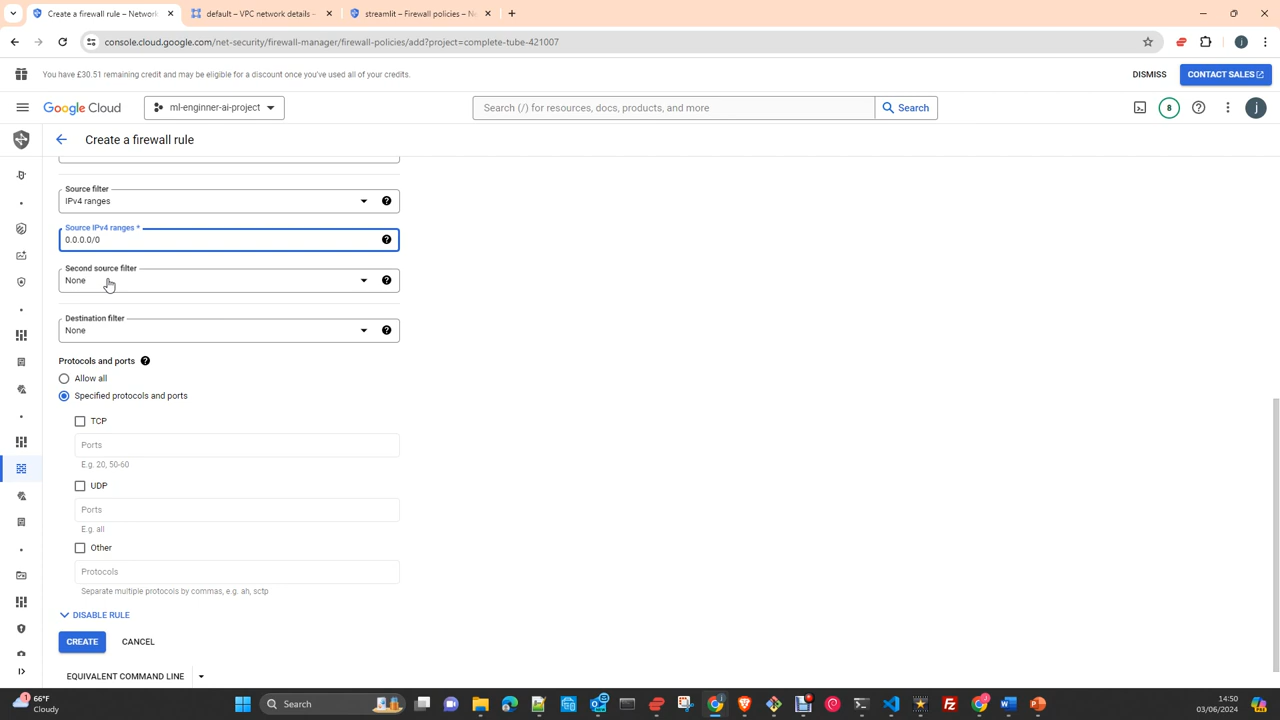 Create a firewall rule – Network
default – VPC network details –
streamlit – Firewall policies – Ne
console.cloud.google.com/net-security/firewall-manager/firewall-policies/add?project=complete-tube-421007
You have £30.51 remaining credit and may be eligible for a discount once you've used all of your credits.
DISMISS
CONTACT SALES
Google Cloud
ml-enginner-ai-project
Search (/) for resources, docs, products, and more
Search
8
j
Create a firewall rule
Source filter
IPv4 ranges
Source IPv4 ranges *
0.0.0.0/0
Second source filter
None
Destination filter
None
Protocols and ports
Allow all
Specified protocols and ports
TCP
Ports
E.g. 20, 50-60
UDP
Ports
E.g. all
Other
Protocols
Separate multiple protocols by commas, e.g. ah, sctp
DISABLE RULE
CREATE
CANCEL
EQUIVALENT COMMAND LINE
66°F
Cloudy
Search
14:50
03/06/2024